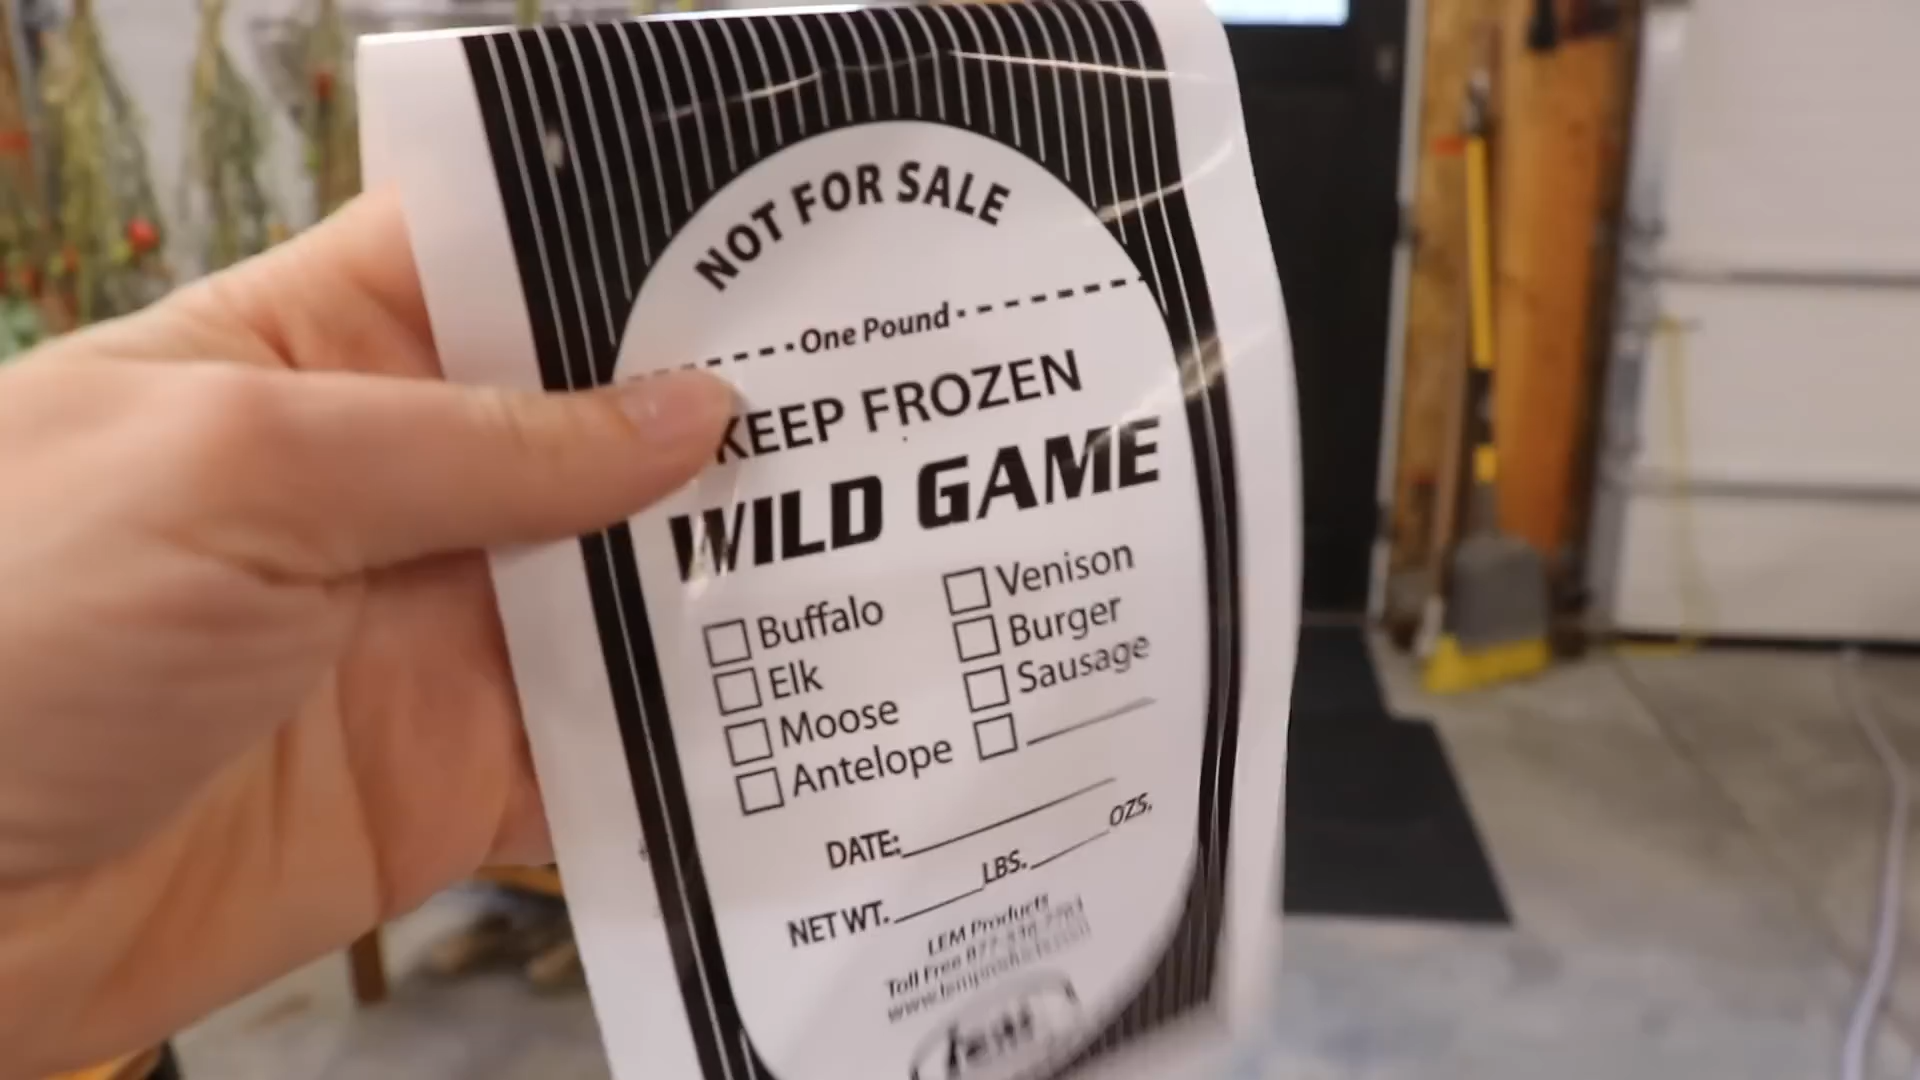 NOT FOR SALE
One Pound
KEEP FROZEN
WILD GAME
Buffalo
Elk
Moose
Antelope
Venison
Burger
Sausage
DATE:
NET WT. LBS. OZS.
LEM Products
Toll Free